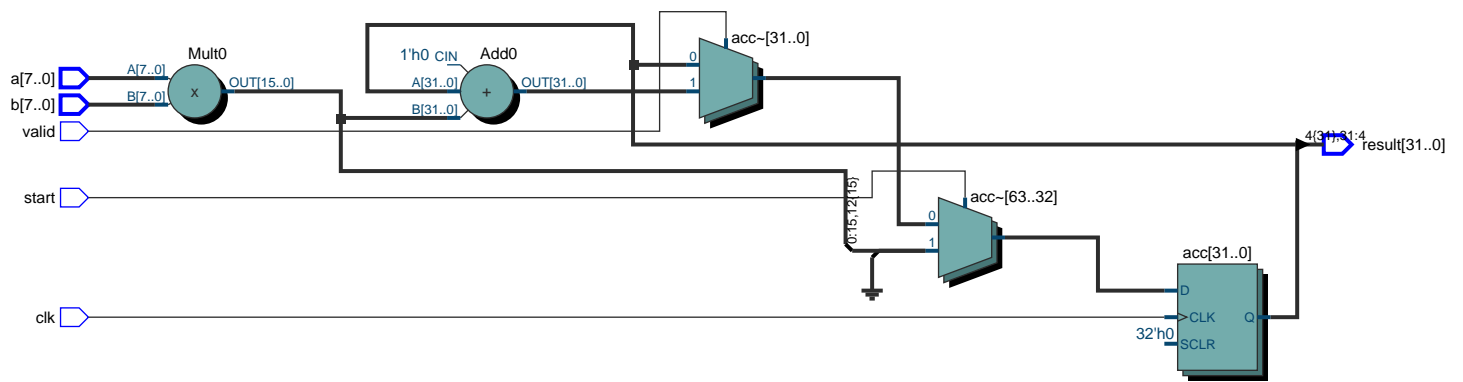 acc~[31..0]
Mult0
Add0
1'h0 CIN
0
a[7..0]
A[7..0]
OUT[15..0]
A[31..0]
OUT[31..0]
1
x
+
b[7..0]
B[7..0]
B[31..0]
valid
4{31},31:4
result[31..0]
start
0:15,12{15}
acc~[63..32]
0
1
acc[31..0]
D
clk
CLK
Q
32'h0
SCLR